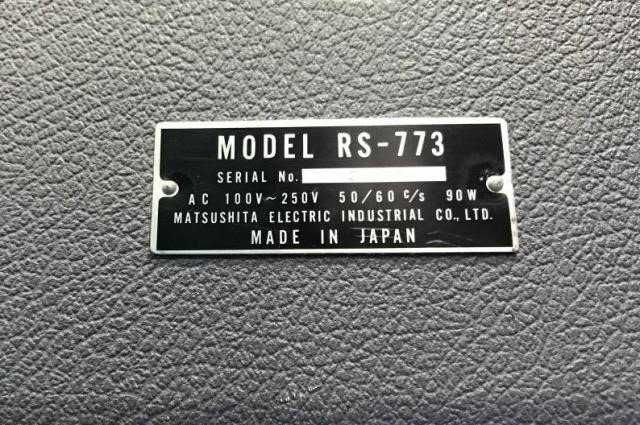 MODEL RS-773
SERIAL No.
AC 100V~250V 50/60 c/s 90W
MATSUSHITA ELECTRIC INDUSTRIAL CO., LTD.
MADE IN JAPAN